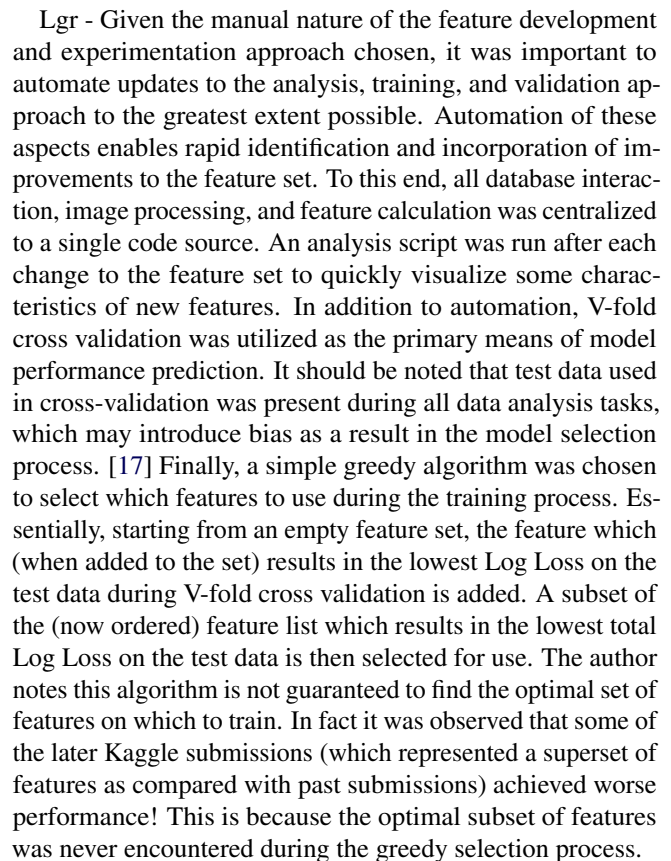 Lgr - Given the manual nature of the feature development
and experimentation approach chosen, it was important to
automate updates to the analysis, training, and validation ap-
proach to the greatest extent possible. Automation of these
aspects enables rapid identification and incorporation of im-
provements to the feature set. To this end, all database interac-
tion, image processing, and feature calculation was centralized
to a single code source. An analysis script was run after each
change to the feature set to quickly visualize some charac-
teristics of new features. In addition to automation, V-fold
cross validation was utilized as the primary means of model
performance prediction. It should be noted that test data used
in cross-validation was present during all data analysis tasks,
which may introduce bias as a result in the model selection
process. [17] Finally, a simple greedy algorithm was chosen
to select which features to use during the training process. Es-
sentially, starting from an empty feature set, the feature which
(when added to the set) results in the lowest Log Loss on the
test data during V-fold cross validation is added. A subset of
the (now ordered) feature list which results in the lowest total
Log Loss on the test data is then selected for use. The author
notes this algorithm is not guaranteed to find the optimal set of
features on which to train. In fact it was observed that some of
the later Kaggle submissions (which represented a superset of
features as compared with past submissions) achieved worse
performance! This is because the optimal subset of features
was never encountered during the greedy selection process.